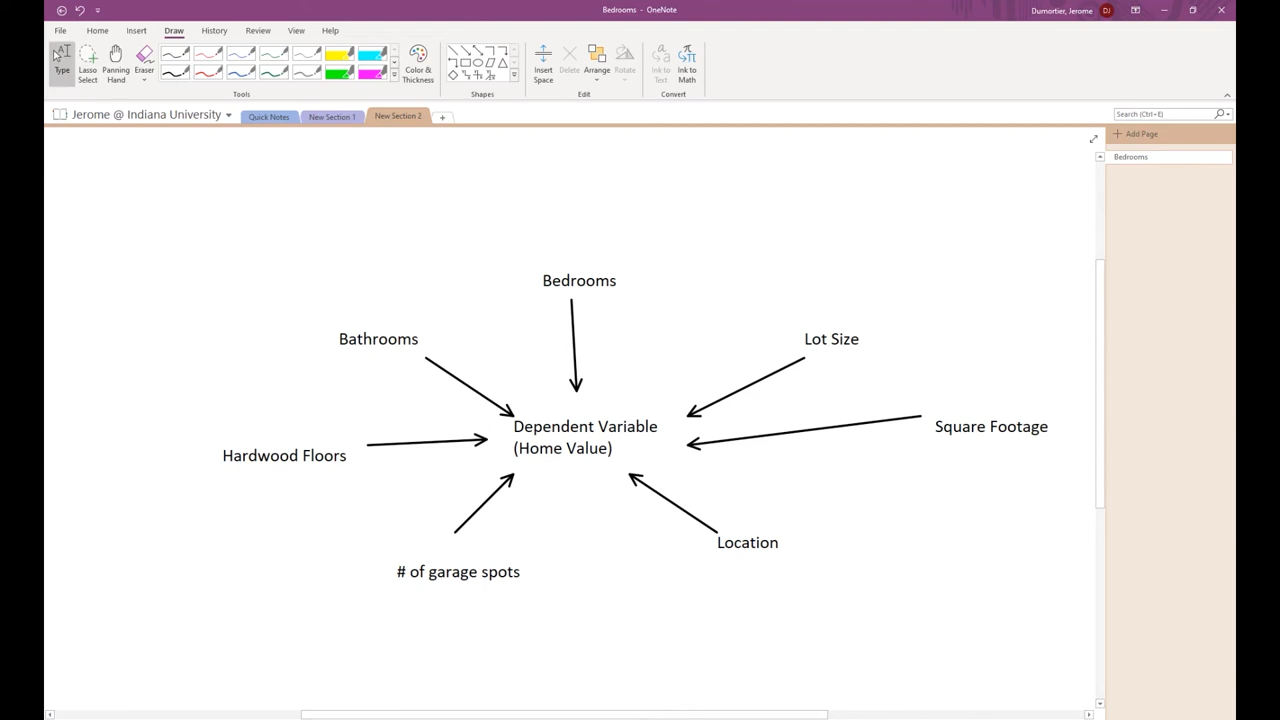 Bedrooms - OneNote
Dumortier, Jerome DJ
File Home Insert Draw History Review View Help
Type
Lasso Select
Panning Hand
Eraser
Color & Thickness
Insert Space
Delete
Arrange
Rotate
Ink to Text
Ink to Math
Tools
Shapes
Edit
Convert
Jerome @ Indiana University
Quick Notes
New Section 1
New Section 2
Search (Ctrl+E)
Add Page
Bedrooms
Bedrooms
Bathrooms
Lot Size
Dependent Variable
(Home Value)
Square Footage
Hardwood Floors
Location
# of garage spots